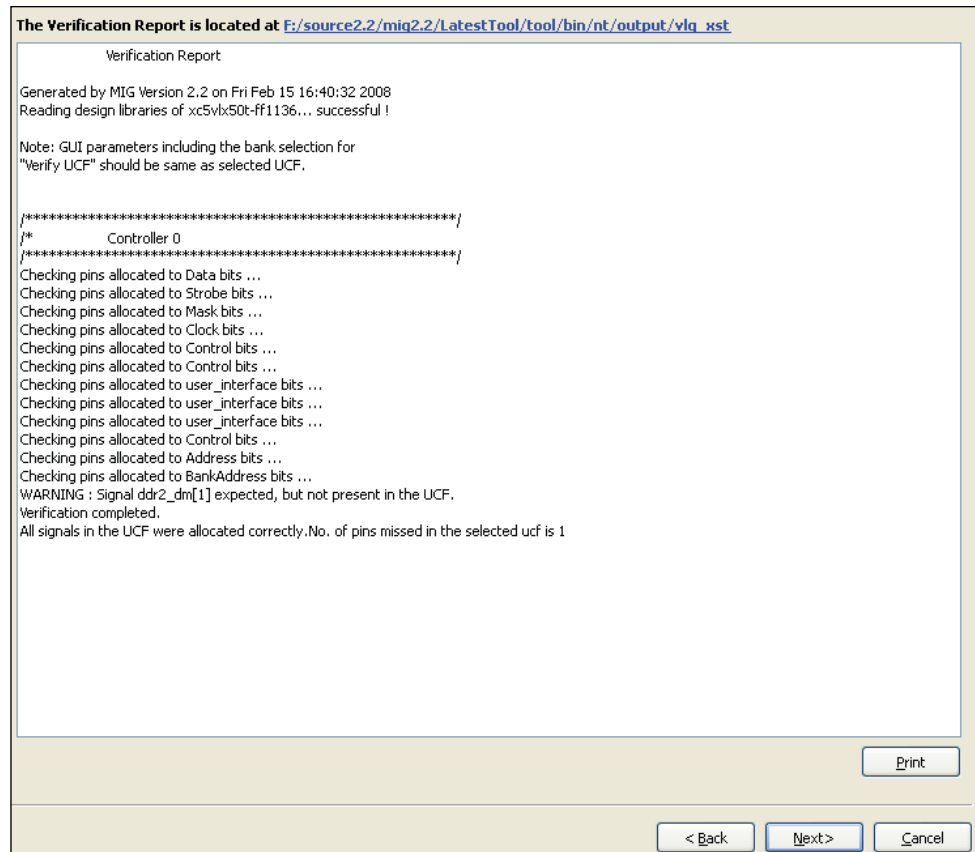 The Verification Report is located at F:/source2.2/mig2.2/LatestTool/tool/bin/nt/output/vlg_xst
Verification Report
Generated by MIG Version 2.2 on Fri Feb 15 16:40:32 2008
Reading design libraries of xc5vlx50t-ff1136... successful !
Note: GUI parameters including the bank selection for
"Verify UCF" should be same as selected UCF.
/*******************************************************/
/* Controller 0
/*******************************************************/
Checking pins allocated to Data bits ...
Checking pins allocated to Strobe bits ...
Checking pins allocated to Mask bits ...
Checking pins allocated to Clock bits ...
Checking pins allocated to Control bits ...
Checking pins allocated to Control bits ...
Checking pins allocated to user_interface bits ...
Checking pins allocated to user_interface bits ...
Checking pins allocated to user_interface bits ...
Checking pins allocated to Control bits ...
Checking pins allocated to Address bits ...
Checking pins allocated to BankAddress bits ...
WARNING : Signal ddr2_dm[1] expected, but not present in the UCF.
Verification completed.
All signals in the UCF were allocated correctly.No. of pins missed in the selected ucf is 1
Print
< Back Next> Cancel